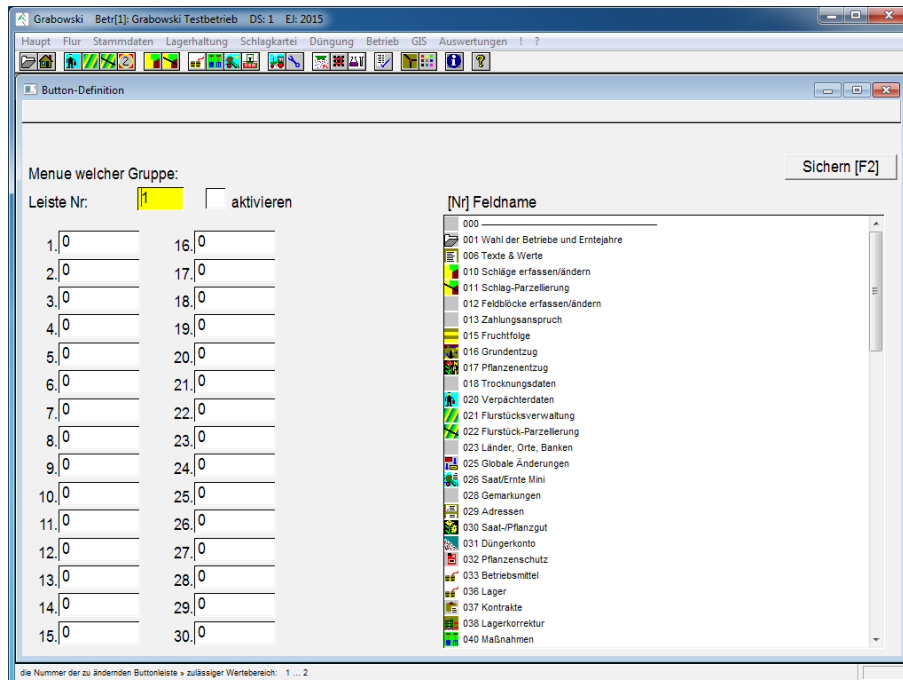 Grabowski Betr[1]: Grabowski Testbetrieb DS: 1 EJ: 2015
Haupt Flur Stammdaten Lagerhaltung Schlagkartei Düngung Betrieb GIS Auswertungen ! ?
Button-Definition
Menue welcher Gruppe:
Sichern [F2]
Leiste Nr: 1 aktivieren
[Nr] Feldname
1. 0
2. 0
3. 0
4. 0
5. 0
6. 0
7. 0
8. 0
9. 0
10. 0
11. 0
12. 0
13. 0
14. 0
15. 0
16. 0
17. 0
18. 0
19. 0
20. 0
21. 0
22. 0
23. 0
24. 0
25. 0
26. 0
27. 0
28. 0
29. 0
30. 0
000
001 Wahl der Betriebe und Erntejahre
006 Texte & Werte
010 Schläge erfassen/ändern
011 Schlag-Parzellierung
012 Feldblöcke erfassen/ändern
013 Zahlungsanspruch
015 Fruchtfolge
016 Grundentzug
017 Pflanzenentzug
018 Trocknungsdaten
020 Verpächterdaten
021 Flurstücksverwaltung
022 Flurstück-Parzellierung
023 Länder, Orte, Banken
025 Globale Änderungen
026 Saat/Ernte Mini
028 Gemarkungen
029 Adressen
030 Saat-/Pflanzgut
031 Düngerkonto
032 Pflanzenschutz
033 Betriebsmittel
036 Lager
037 Kontrakte
038 Lagerkorrektur
040 Maßnahmen
die Nummer der zu ändernden Buttonleiste » zulässiger Wertebereich: 1 ... 2